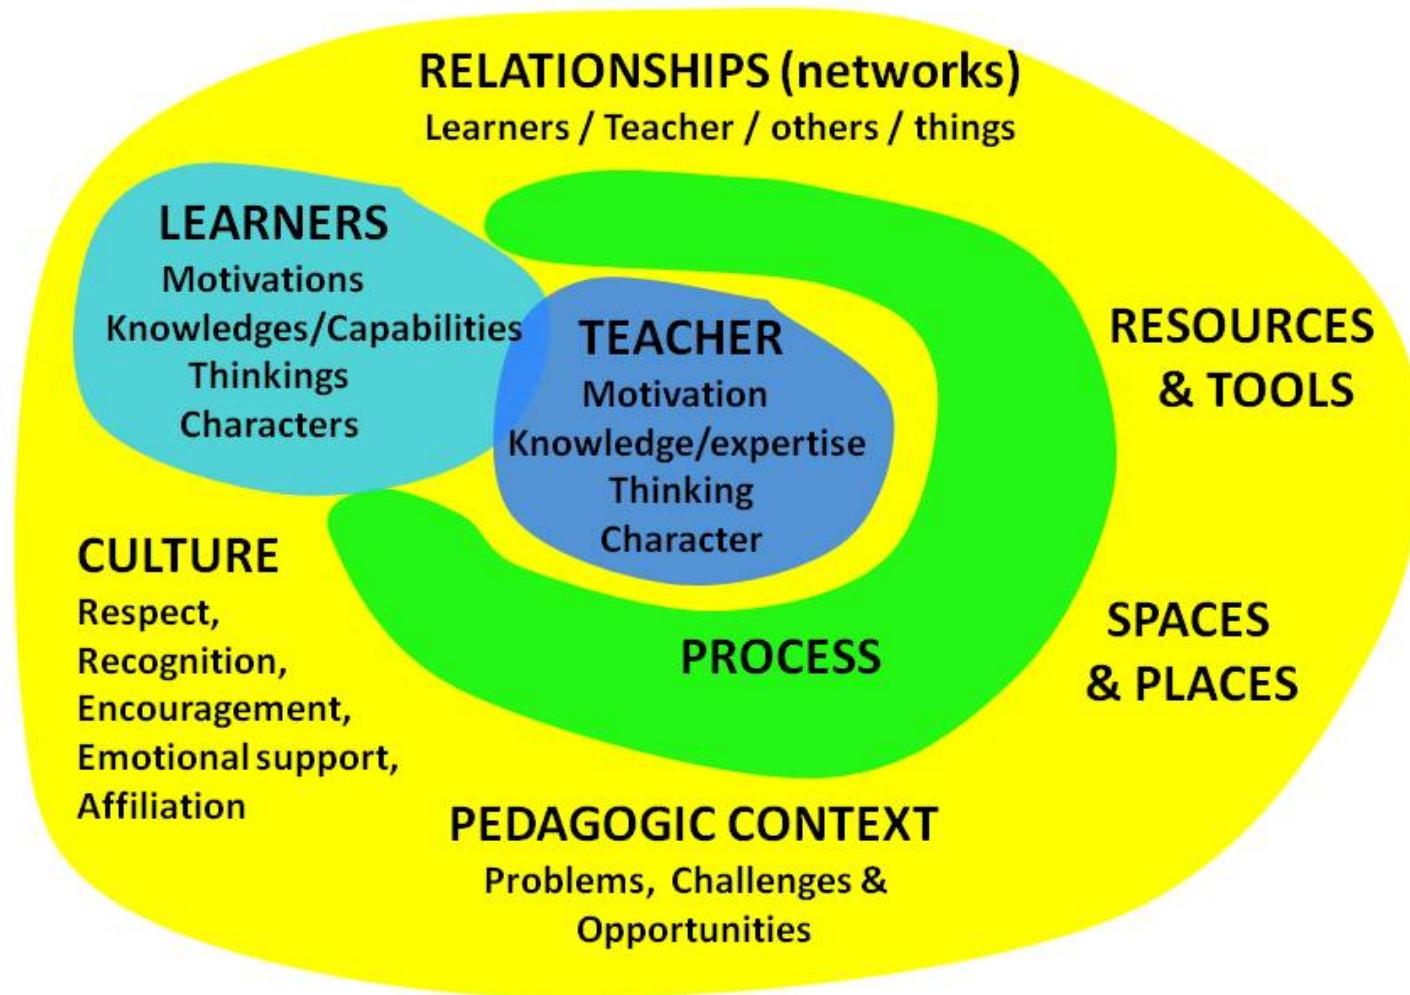 RELATIONSHIPS (networks)
Learners / Teacher / others / things
LEARNERS
Motivations
Knowledges/Capabilities
Thinkings
Characters
TEACHER
Motivation
Knowledge/expertise
Thinking
Character
RESOURCES
& TOOLS
CULTURE
Respect,
Recognition,
Encouragement,
Emotional support,
Affiliation
PROCESS
SPACES
& PLACES
PEDAGOGIC CONTEXT
Problems, Challenges &
Opportunities